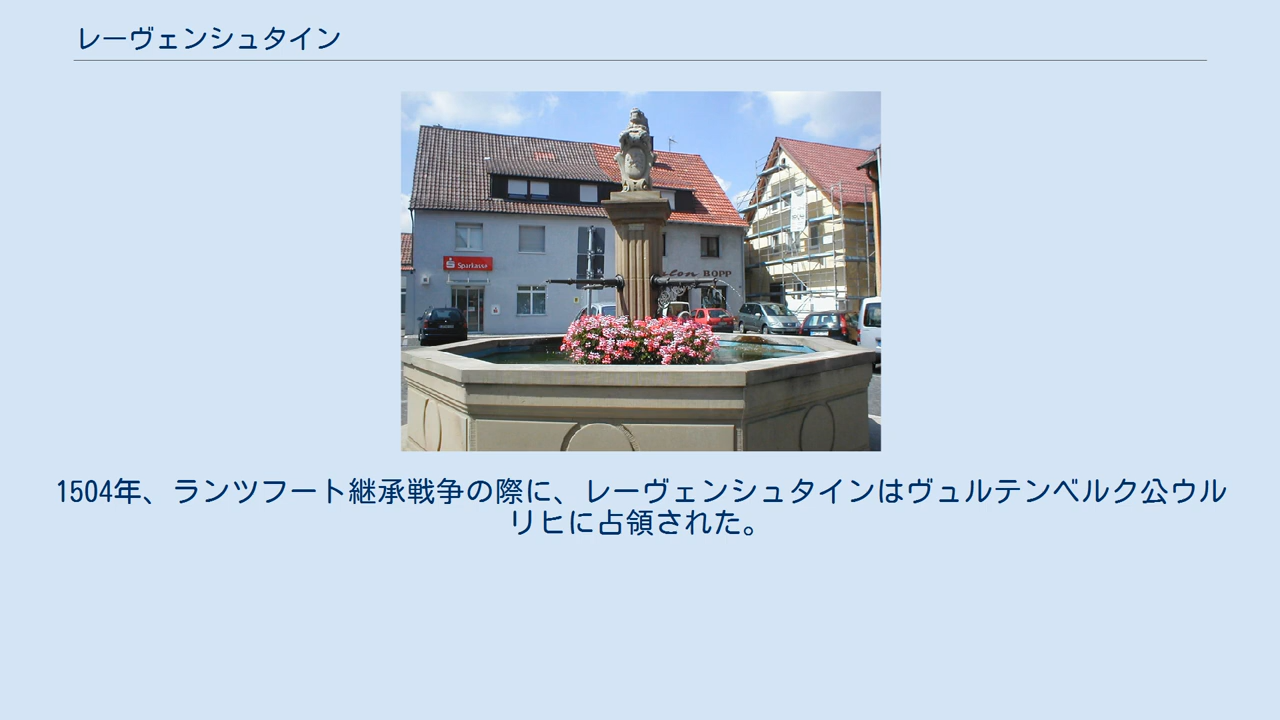 レーヴェンシュタイン
Sparkasse
BOPP
1504年、ランツフート継承戦争の際に、レーヴェンシュタインはヴュルテンベルク公ウル
リヒに占領された。